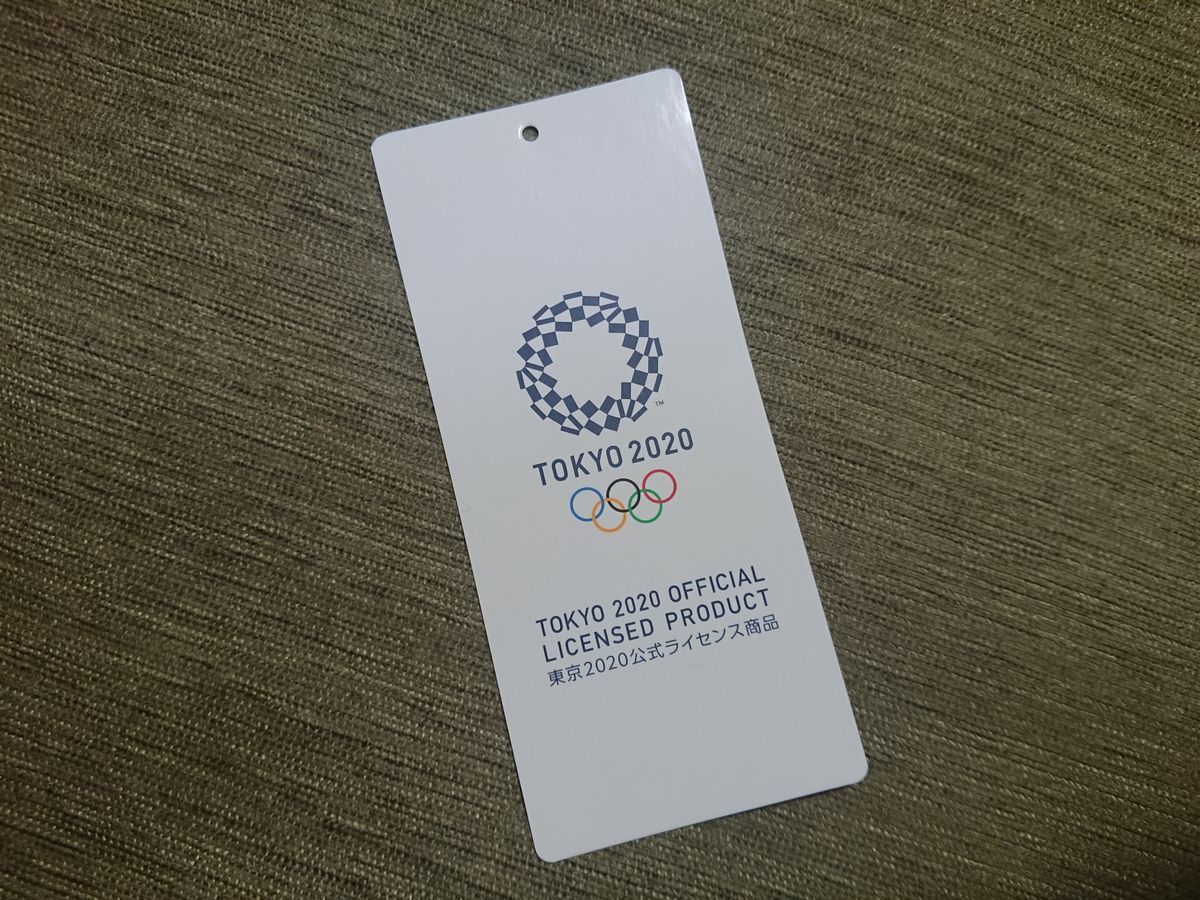 TM
TOKYO 2020
TOKYO 2020 OFFICIAL
LICENSED PRODUCT
東京2020公式ライセンス商品